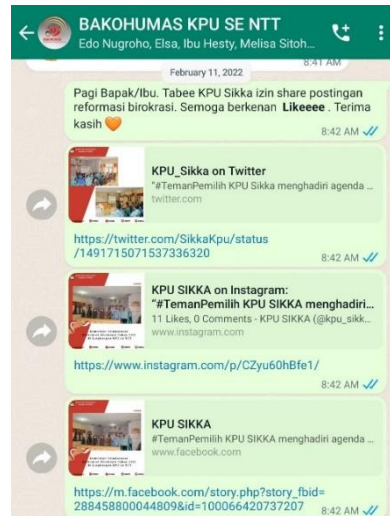 BAKOHUMAS KPU SE NTT
Edo Nugroho, Elsa, Ibu Hesty, Melisa Sitoh...
8:41 AM
February 11, 2022
Pagi Bapak/Ibu. Tabee KPU Sikka izin share postingan
reformasi birokrasi. Semoga berkenan Likeeee . Terima
kasih 🧡
8:42 AM
KPU_Sikka on Twitter
"#TemanPemilih KPU Sikka menghadiri agenda ...
twitter.com
https://twitter.com/SikkaKpu/status
/1491715071537336320
8:42 AM
KPU SIKKA on Instagram:
"#TemanPemilih KPU SIKKA menghadiri...
11 Likes, 0 Comments - KPU SIKKA (@kpu_sikk...
www.instagram.com
https://www.instagram.com/p/CZyu60hBfe1/
8:42 AM
KPU SIKKA
#TemanPemilih KPU SIKKA menghadiri agenda ...
www.facebook.com
https://m.facebook.com/story.php?story_fbid=
288458800044809&id=100066420737207
8:42 AM